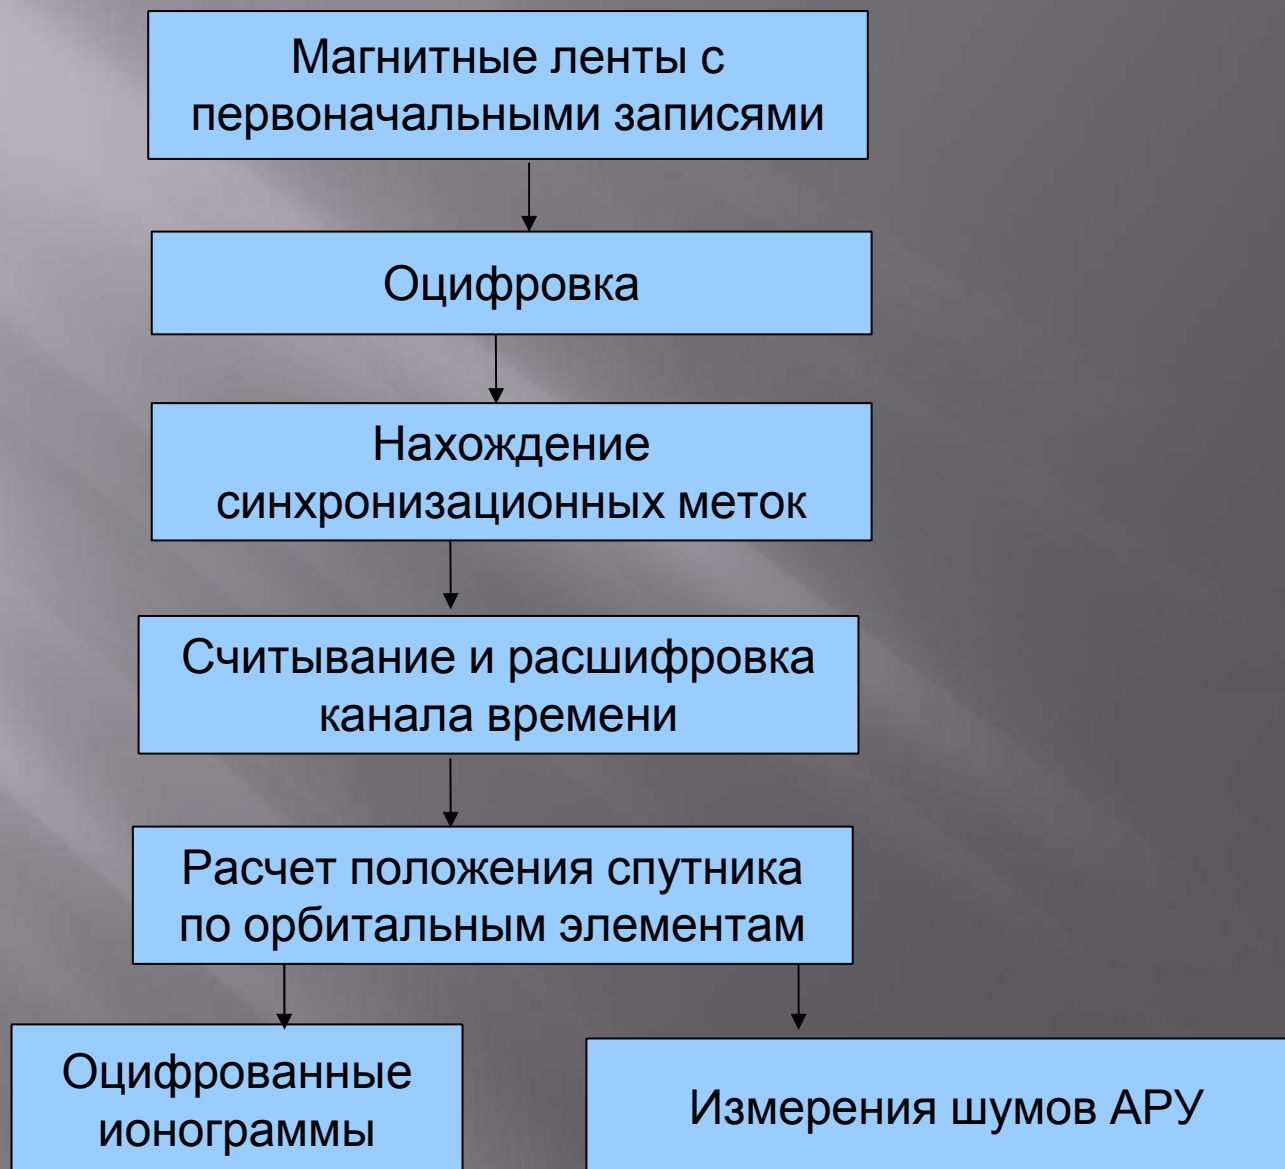 Магнитные ленты с
первоначальными записями
Оцифровка
Нахождение
синхронизационных меток
Считывание и расшифровка
канала времени
Расчет положения спутника
по орбитальным элементам
Оцифрованные
ионограммы
Измерения шумов АРУ